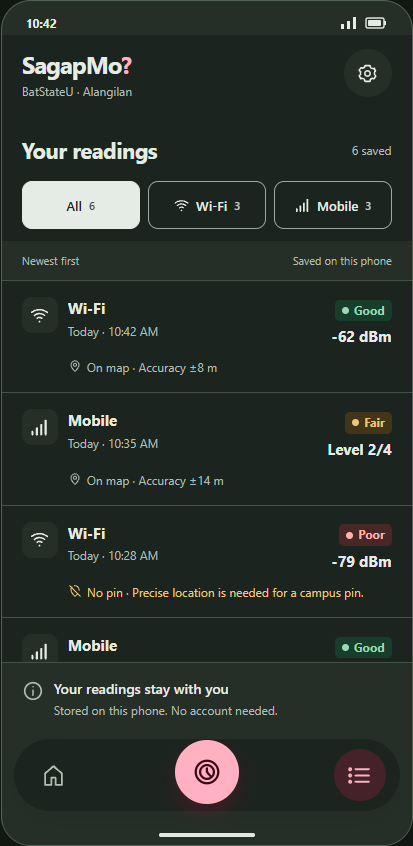 10:42
SagapMo?
BatStateU · Alangilan
Your readings
6 saved
All 6
Wi-Fi 3
Mobile 3
Newest first
Saved on this phone
Wi-Fi
Good
Today · 10:42 AM
-62 dBm
On map · Accuracy ±8 m
Mobile
Fair
Today · 10:35 AM
Level 2/4
On map · Accuracy ±14 m
Wi-Fi
Poor
Today · 10:28 AM
-79 dBm
No pin · Precise location is needed for a campus pin.
Mobile
Good
Your readings stay with you
Stored on this phone. No account needed.